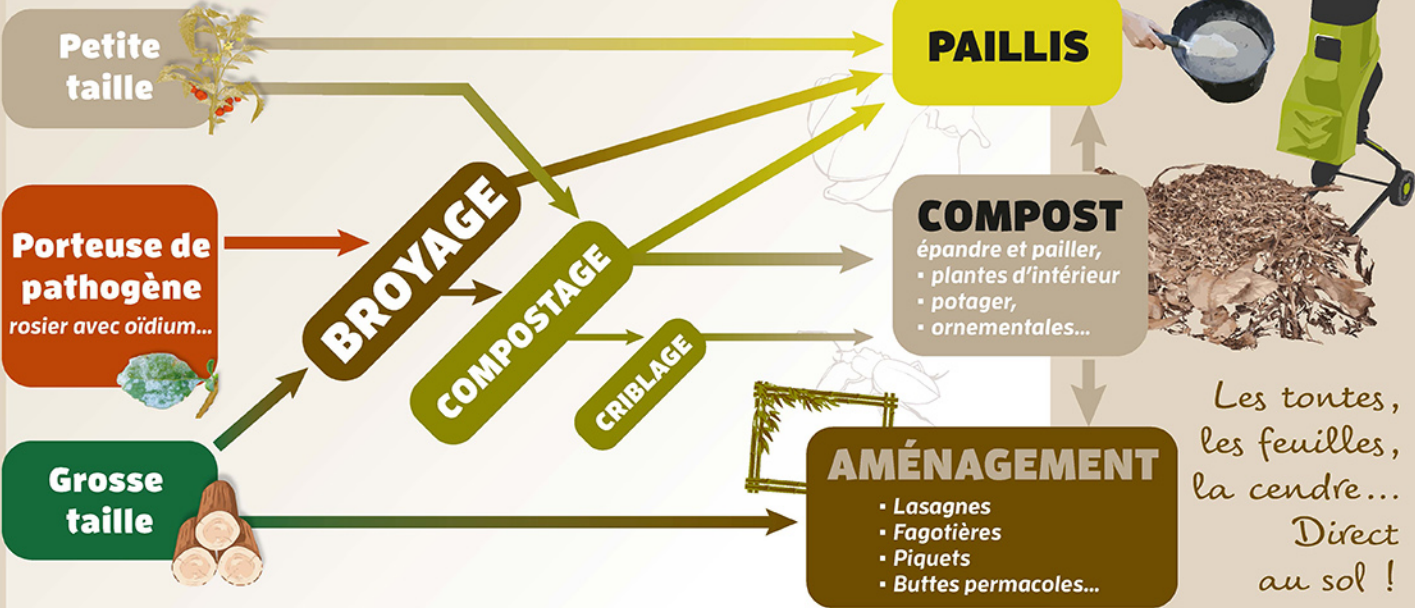 Petite
taille
PAILLIS
Porteuse de
pathogène
rosier avec oïdium...
BROYAGE
COMPOSTAGE
CRIBLAGE
COMPOST
épandre et pailler,
▪ plantes d'intérieur
▪ potager,
▪ ornementales...
Grosse
taille
AMÉNAGEMENT
▪ Lasagnes
▪ Fagotières
▪ Piquets
▪ Buttes permacoles...
Les tontes,
les feuilles,
la cendre...
Direct
au sol !